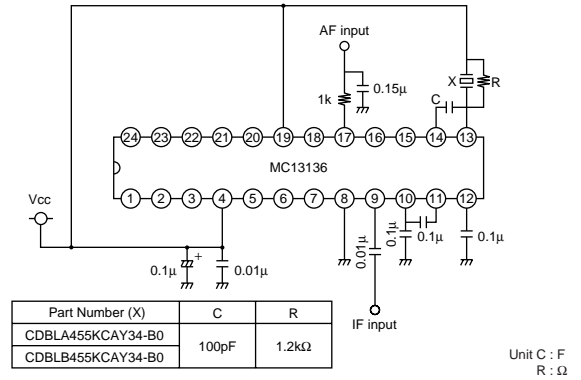 AF input
1k
0.15μ
X
R
C
24 23 22 21 20 19 18 17 16 15 14 13
MC13136
1 2 3 4 5 6 7 8 9 10 11 12
Vcc
0.1μ
+
0.01μ
0.01μ
0.1μ
0.1μ
0.1μ
IF input
Part Number (X) C R
CDBLA455KCAY34-B0 100pF 1.2kΩ
CDBLB455KCAY34-B0
Unit C : F
R : Ω